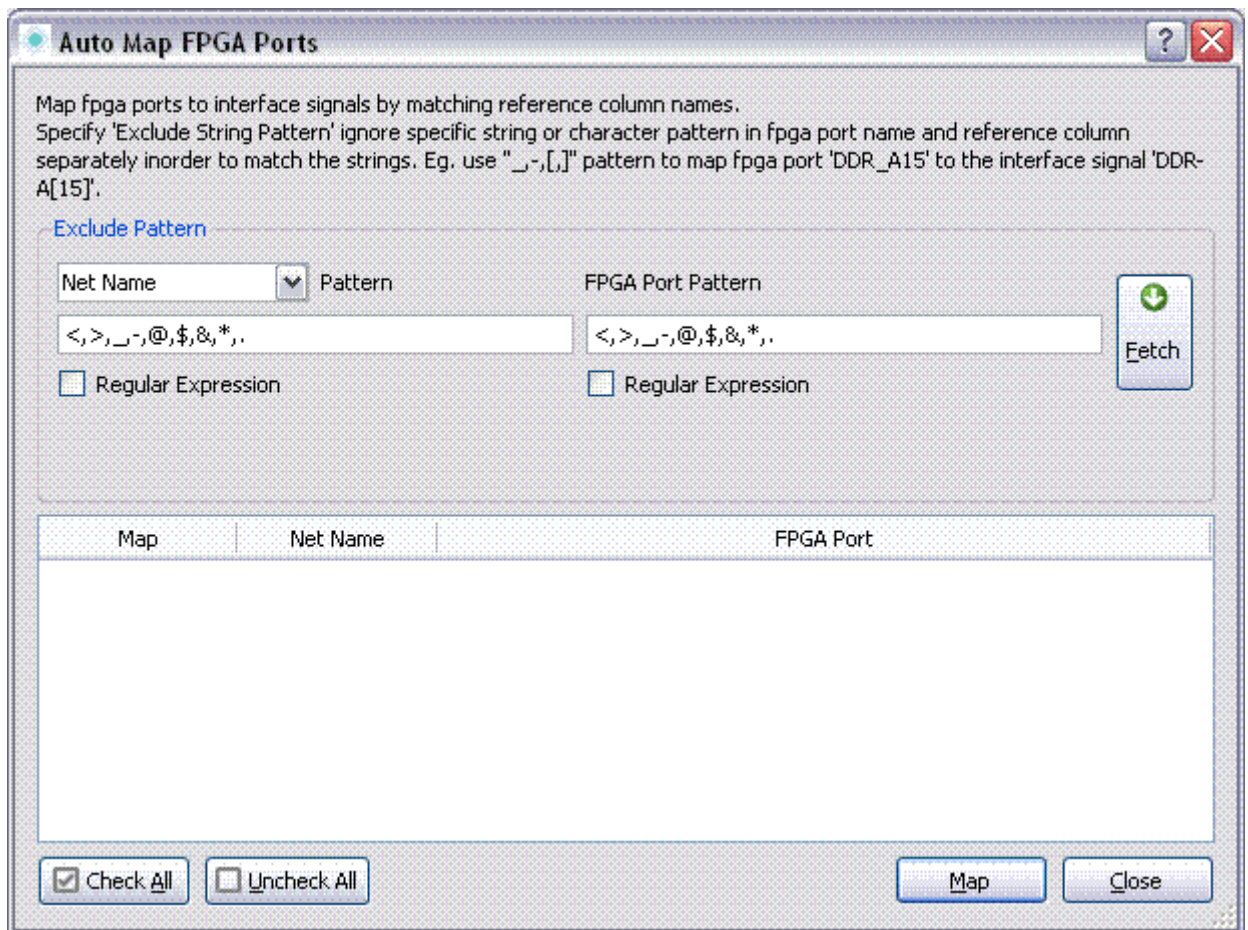 Auto Map FPGA Ports
Map fpga ports to interface signals by matching reference column names.
Specify 'Exclude String Pattern' ignore specific string or character pattern in fpga port name and reference column
separately inorder to match the strings. Eg. use "_,-,[,]" pattern to map fpga port 'DDR_A15' to the interface signal 'DDR-
A[15]'.
Exclude Pattern
Net Name Pattern FPGA Port Pattern
<,>,_,-,@,$,&,*,. <,>,_,-,@,$,&,*,.
Fetch
Regular Expression Regular Expression
Map Net Name FPGA Port
Check All Uncheck All Map Close